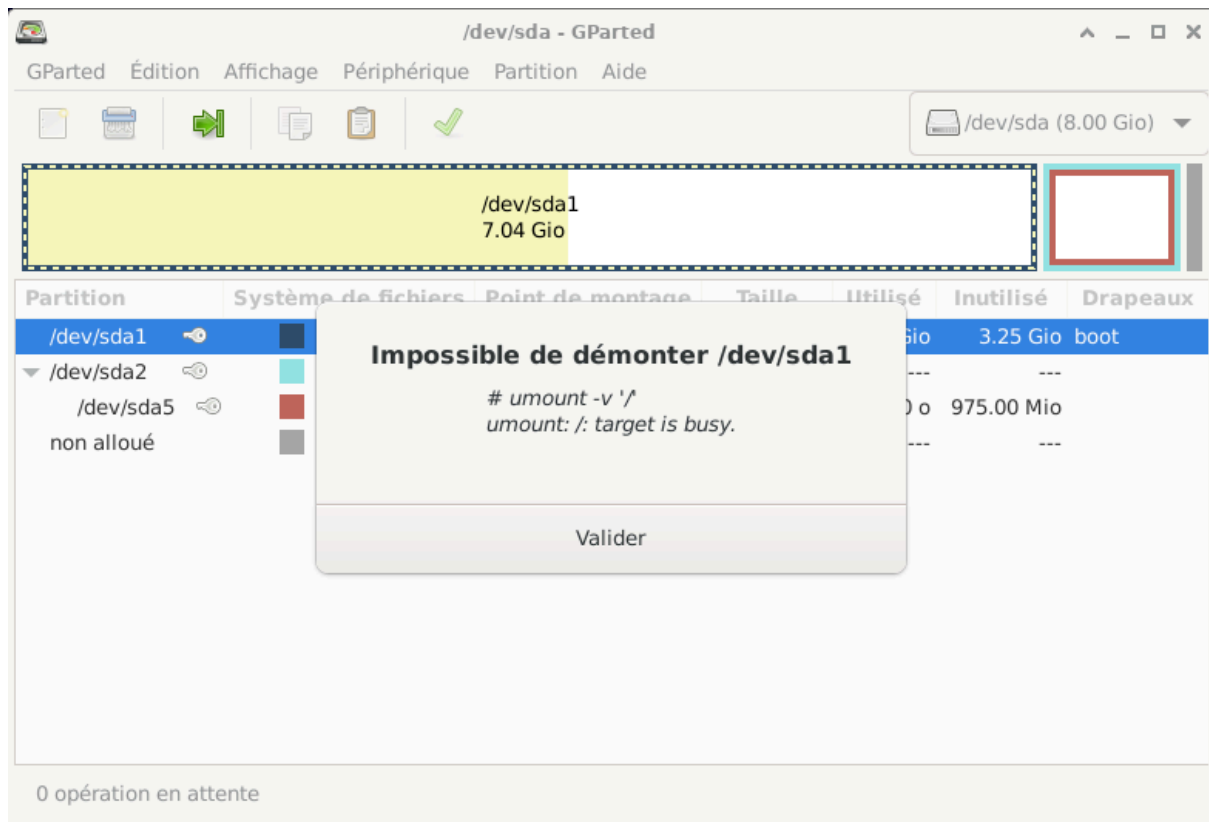 /dev/sda - GParted
GParted Édition Affichage Périphérique Partition Aide
/dev/sda (8.00 Gio)
/dev/sda1
7.04 Gio
Partition Système de fichiers Point de montage Taille Utilisé Inutilisé Drapeaux
/dev/sda1 Gio 3.25 Gio boot
/dev/sda2 --- ---
/dev/sda5 o 975.00 Mio
non alloué --- ---
Impossible de démonter /dev/sda1
# umount -v '/'
umount: /: target is busy.
Valider
0 opération en attente